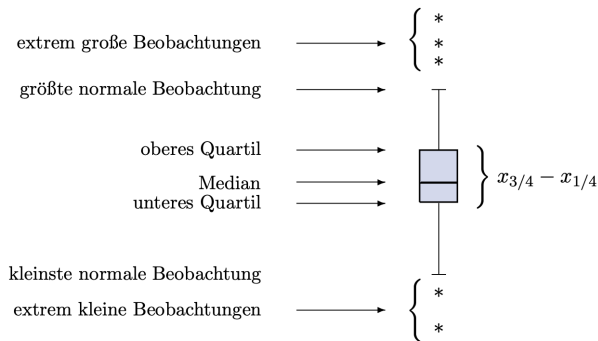 extrem große Beobachtungen
größte normale Beobachtung
oberes Quartil
Median
unteres Quartil
x_{3/4} − x_{1/4}
kleinste normale Beobachtung
extrem kleine Beobachtungen